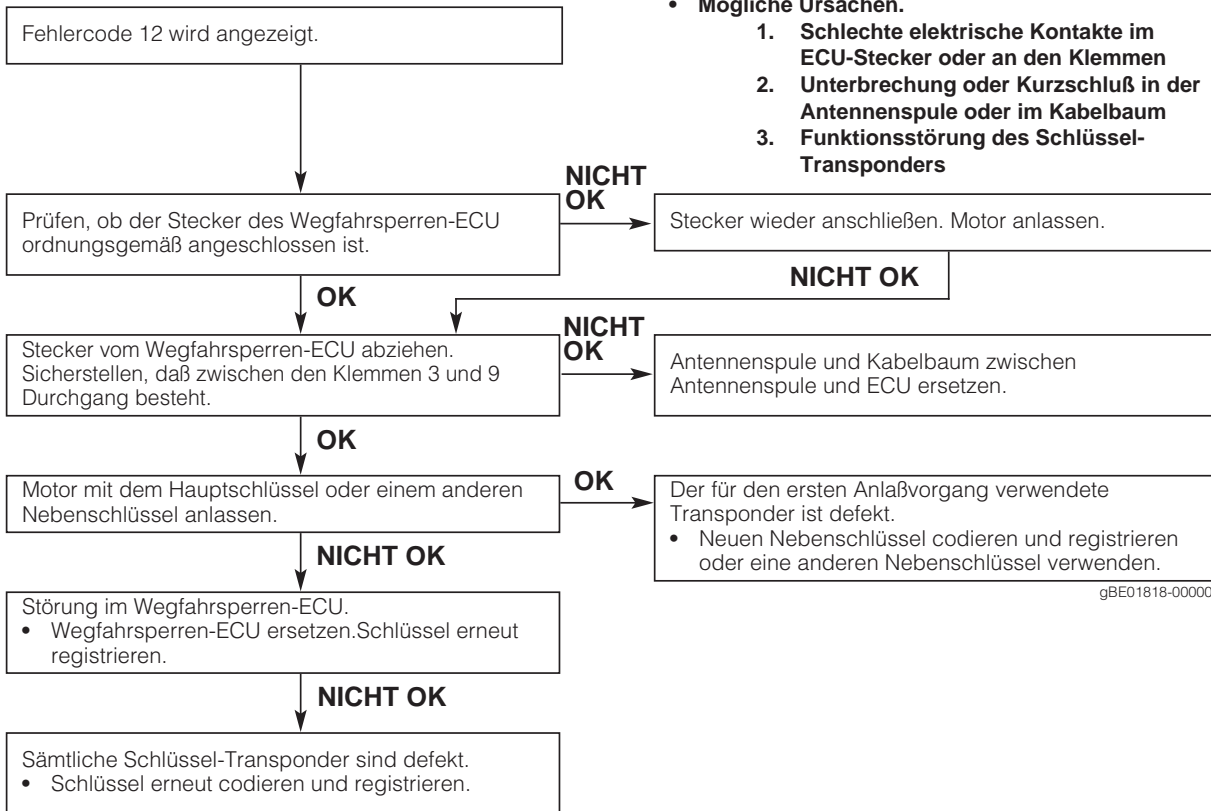 Mögliche Ursachen.
1. Schlechte elektrische Kontakte im
ECU-Stecker oder an den Klemmen
2. Unterbrechung oder Kurzschluß in der
Antennenspule oder im Kabelbaum
3. Funktionsstörung des Schlüssel-
Transponders
Fehlercode 12 wird angezeigt.
Prüfen, ob der Stecker des Wegfahrsperren-ECU
ordnungsgemäß angeschlossen ist.
NICHT
OK
Stecker wieder anschließen. Motor anlassen.
OK
NICHT OK
Stecker vom Wegfahrsperren-ECU abziehen.
Sicherstellen, daß zwischen den Klemmen 3 und 9
Durchgang besteht.
NICHT
OK
Antennenspule und Kabelbaum zwischen
Antennenspule und ECU ersetzen.
OK
Motor mit dem Hauptschlüssel oder einem anderen
Nebenschlüssel anlassen.
OK
Der für den ersten Anlaßvorgang verwendete
Transponder ist defekt.
• Neuen Nebenschlüssel codieren und registrieren
oder eine anderen Nebenschlüssel verwenden.
gBE01818-00000
NICHT OK
Störung im Wegfahrsperren-ECU.
• Wegfahrsperren-ECU ersetzen.Schlüssel erneut
registrieren.
NICHT OK
Sämtliche Schlüssel-Transponder sind defekt.
• Schlüssel erneut codieren und registrieren.